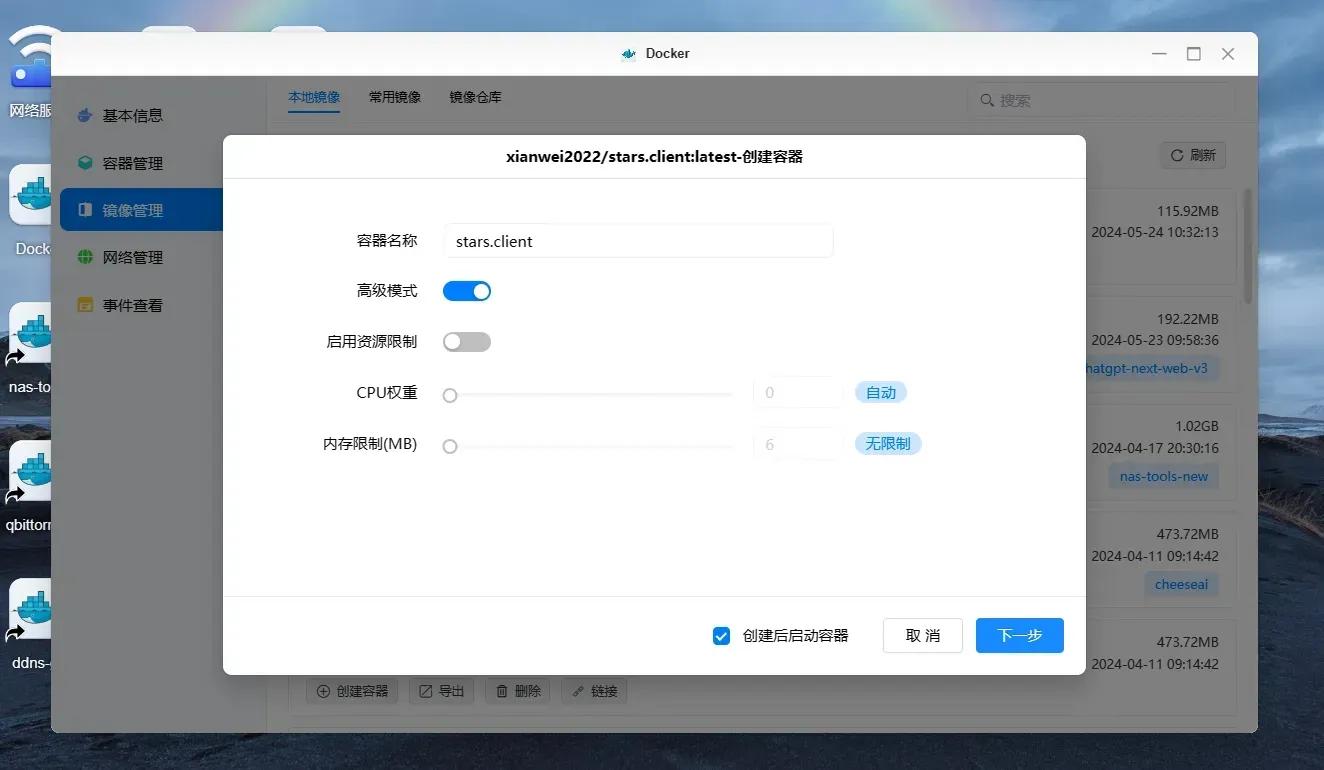 Docker
网络服
Dock
nas-to
qbittorr
ddns-
基本信息
容器管理
镜像管理
网络管理
事件查看
本地镜像 常用镜像 镜像仓库
搜索
刷新
xianwei2022/stars.client:latest-创建容器
容器名称 stars.client
高级模式
启用资源限制
CPU权重 0 自动
内存限制(MB) 6 无限制
创建后启动容器 取 消 下一步
115.92MB
2024-05-24 10:32:13
192.22MB
2024-05-23 09:58:36
hatgpt-next-web-v3
1.02GB
2024-04-17 20:30:16
nas-tools-new
473.72MB
2024-04-11 09:14:42
cheeseai
473.72MB
2024-04-11 09:14:42
创建容器 导出 删除 链接